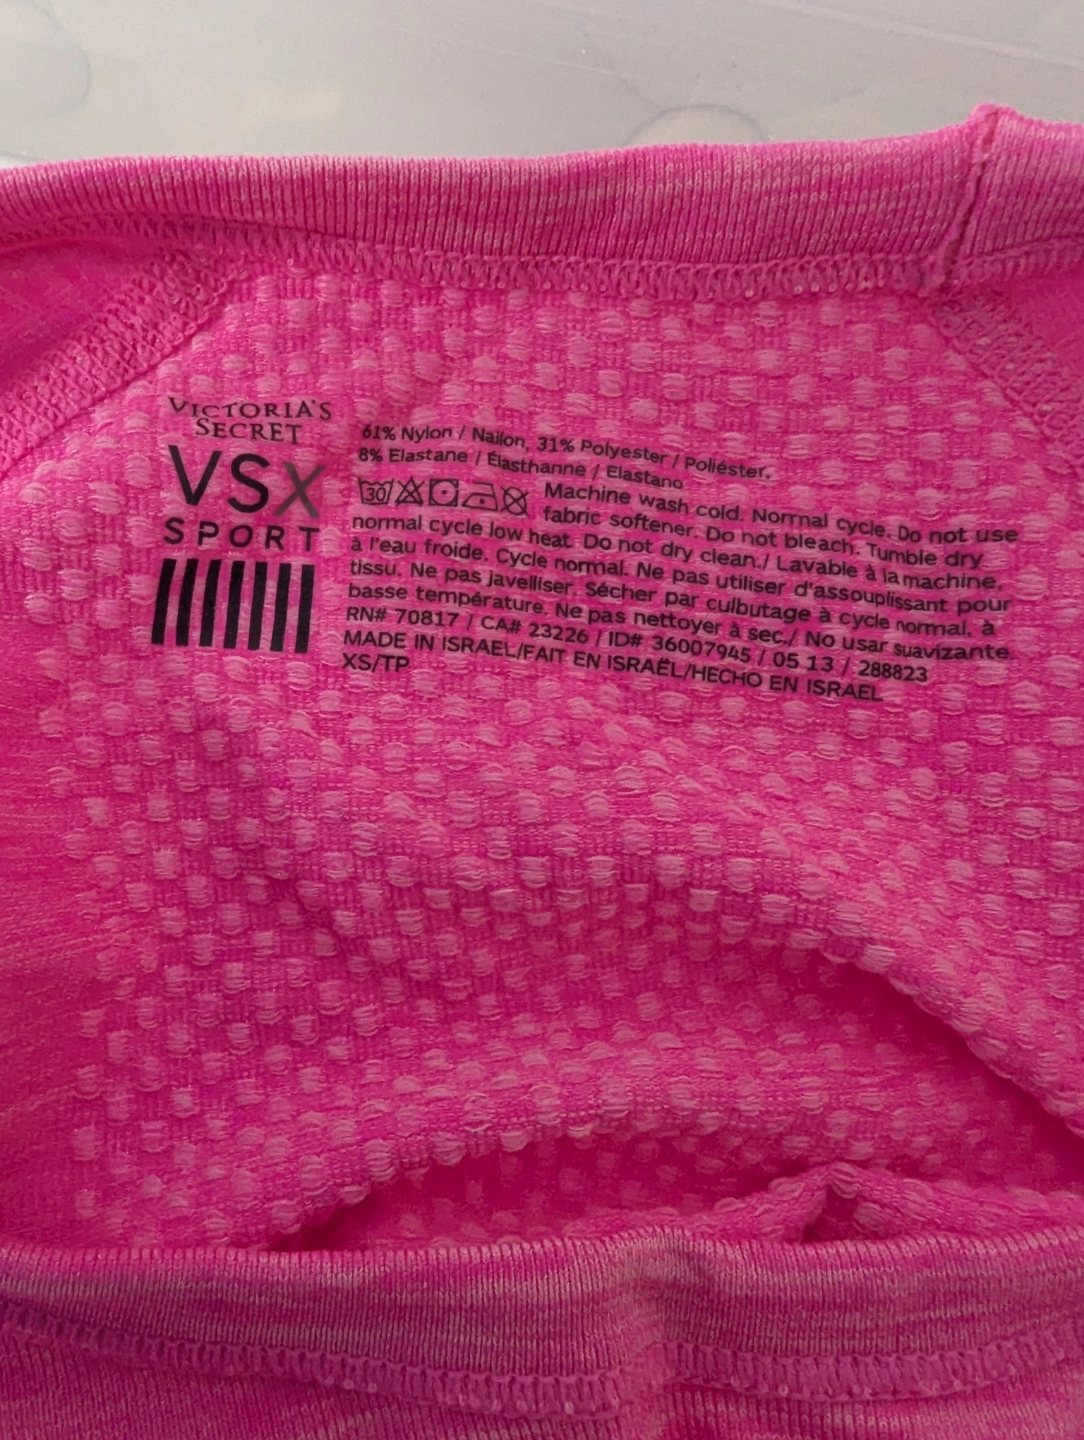 VICTORIA'S
SECRET
VSX
SPORT
61% Nylon / Nailon, 31% Polyester / Poliéster.
8% Elastane / Élasthanne / Elastano
30
Machine wash cold. Normal cycle. Do not use
fabric softener. Do not bleach. Tumble dry
normal cycle low heat. Do not dry clean./ Lavable à la machine,
à l'eau froide. Cycle normal. Ne pas utiliser d'assouplissant pour
tissu. Ne pas javelliser. Sécher par culbutage à cycle normal, à
basse température. Ne pas nettoyer à sec./ No usar suavizante.
RN# 70817 / CA# 23226 / ID# 36007945 / 05 13 / 288823
MADE IN ISRAEL/FAIT EN ISRAËL/HECHO EN ISRAEL
XS/TP